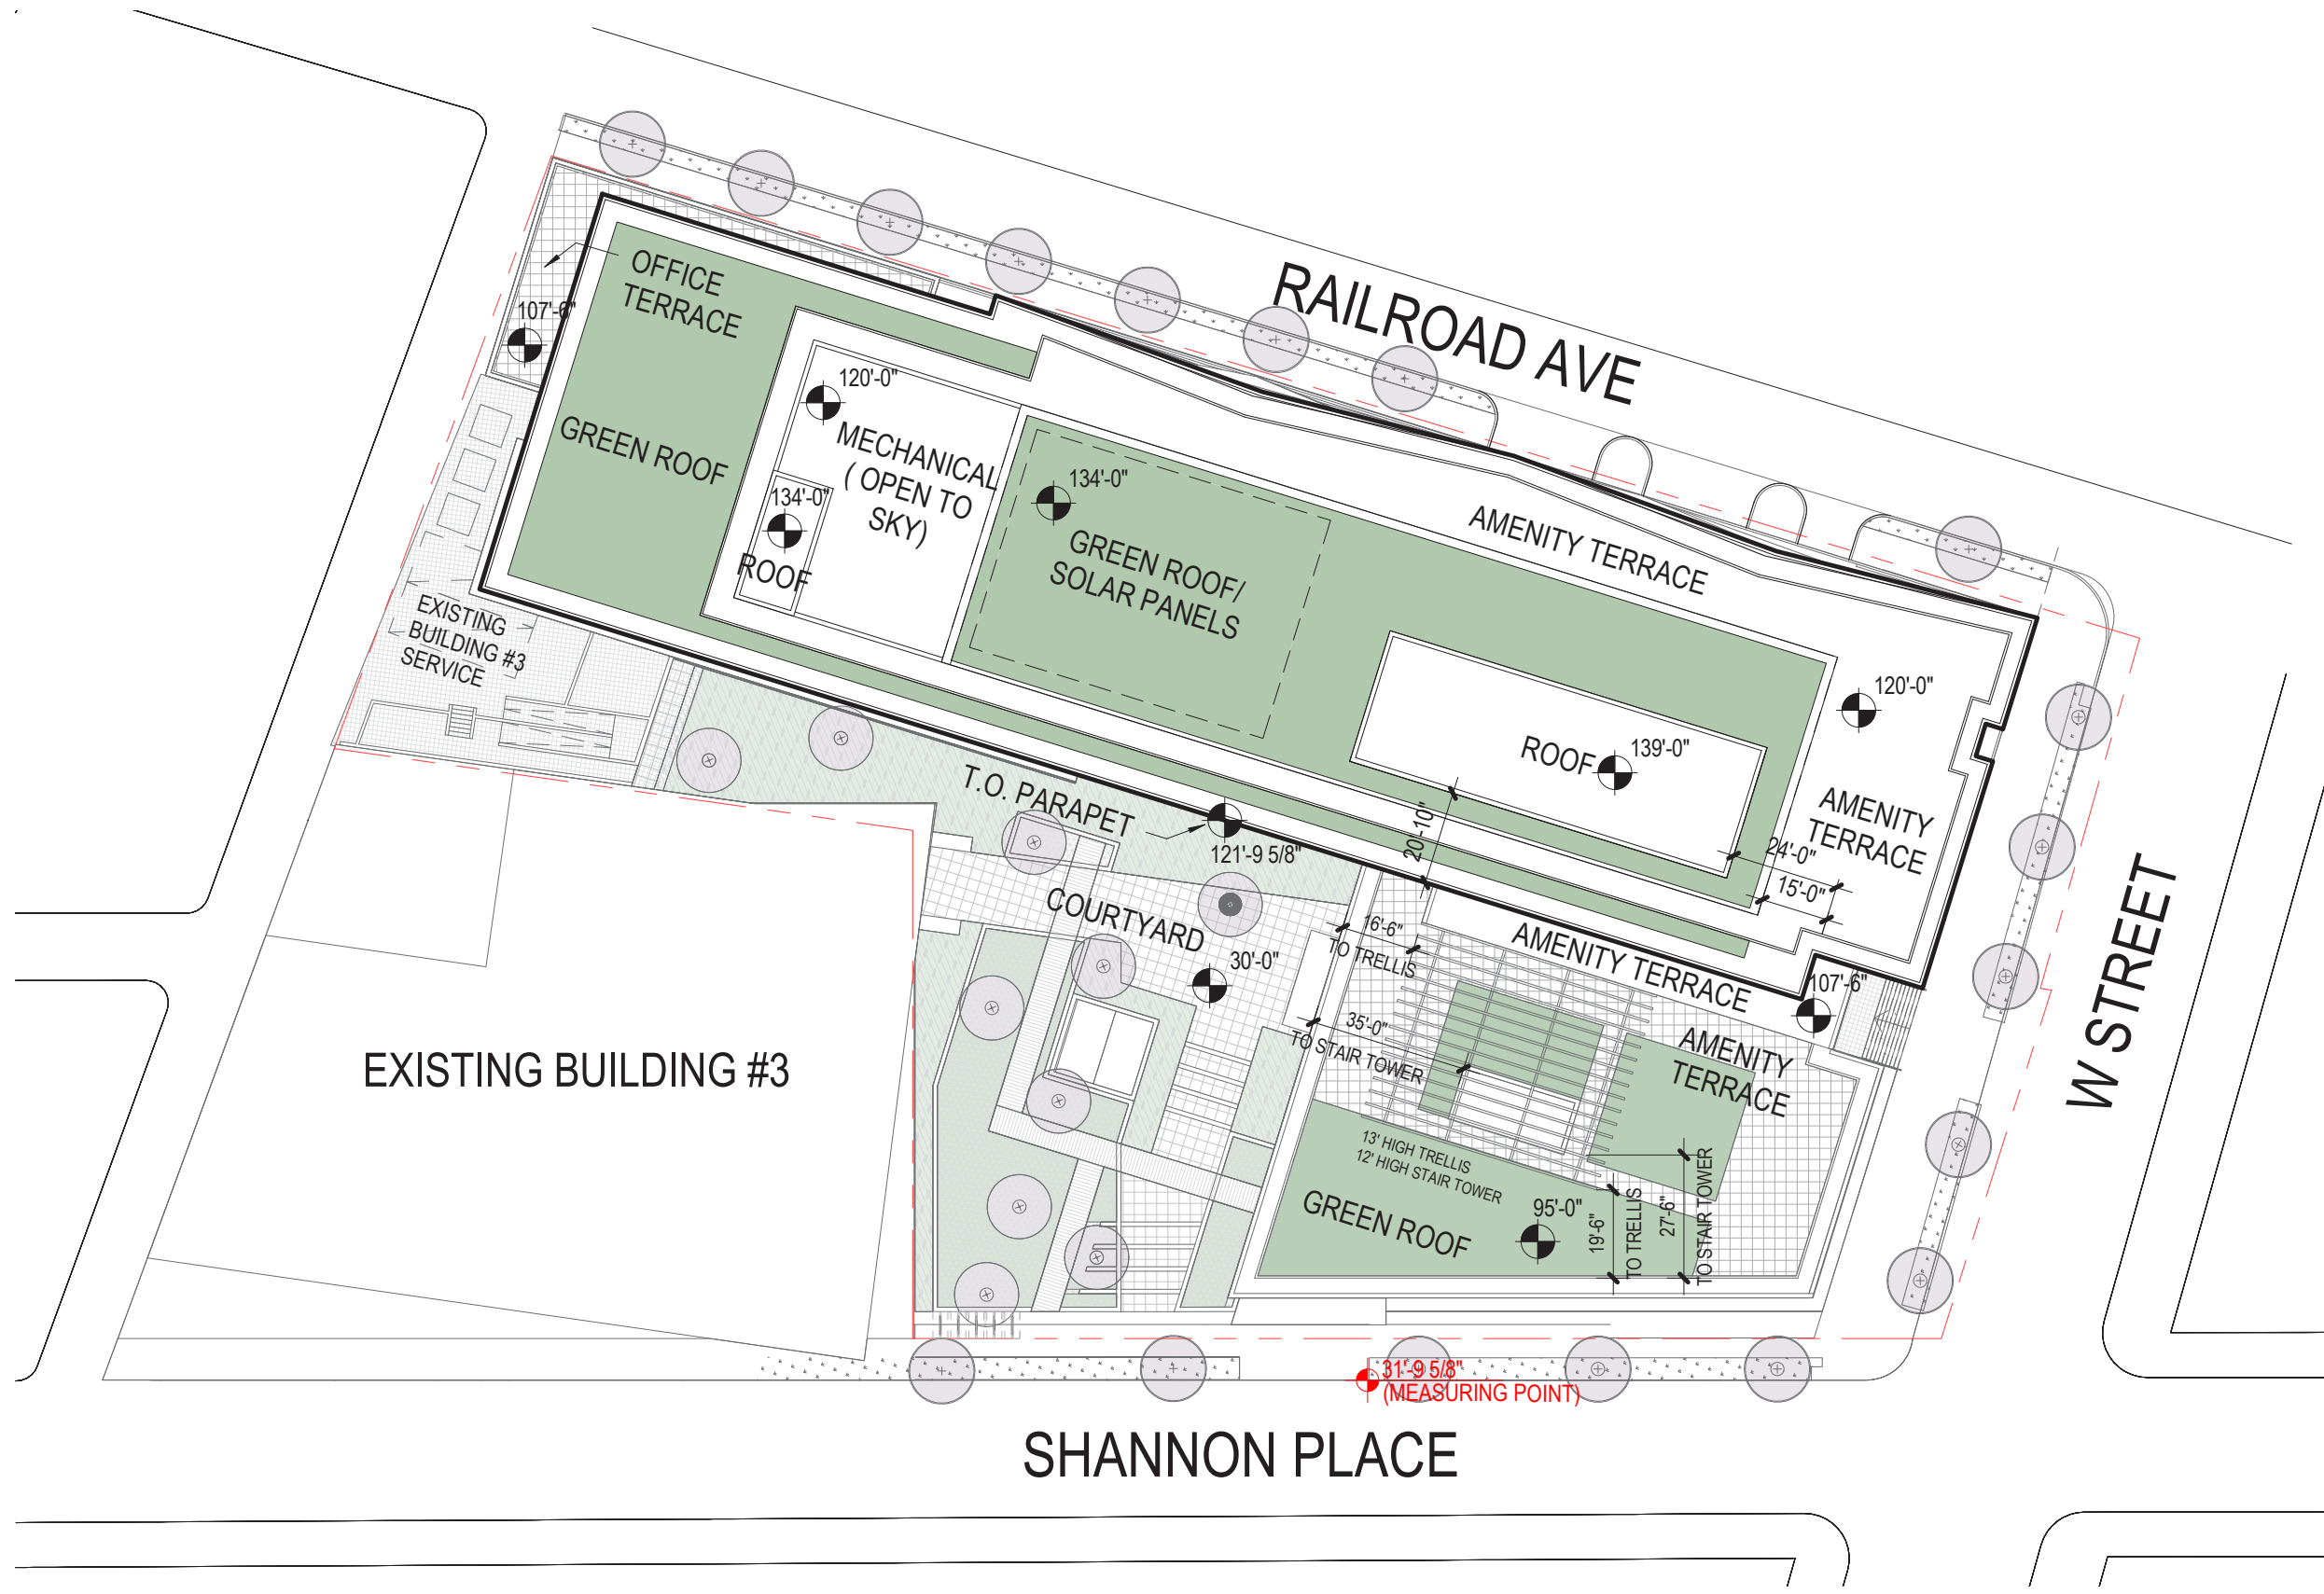 RAILROAD AVE
OFFICE
TERRACE
107'-6"
120'-0"
MECHANICAL
( OPEN TO
SKY)
GREEN ROOF
134'-0"
ROOF
134'-0"
GREEN ROOF/
SOLAR PANELS
AMENITY TERRACE
EXISTING
BUILDING #3
SERVICE
120'-0"
ROOF
139'-0"
T.O. PARAPET
121'-9 5/8"
20'-10"
AMENITY
TERRACE
24'-0"
15'-0"
COURTYARD
30'-0"
16'-6"
TO TRELLIS
AMENITY TERRACE
107'-6"
35'-0"
TO STAIR TOWER
AMENITY
TERRACE
W STREET
EXISTING BUILDING #3
13' HIGH TRELLIS
12' HIGH STAIR TOWER
GREEN ROOF
95'-0"
19'-6"
TO TRELLIS
27'-6"
TO STAIR TOWER
31'-9 5/8"
(MEASURING POINT)
SHANNON PLACE